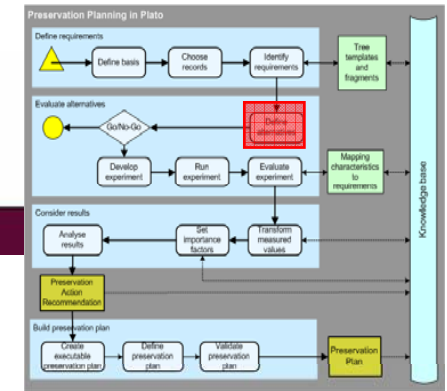 Preservation Planning in Plato
Define requirements
Define basis
Choose
records
Identify
requirements
Tree
templates
and
fragments
Evaluate alternatives
Go/No-Go
Define
alternatives
Develop
experiment
Run
experiment
Evaluate
experiment
Mapping
characteristics
to
requirements
Knowledge base
Consider results
Analyse
results
Set
importance
factors
Transform
measured
values
Preservation
Action
Recommendation
Build preservation plan
Create
executable
preservation plan
Define
preservation
plan
Validate
preservation
plan
Preservation
Plan